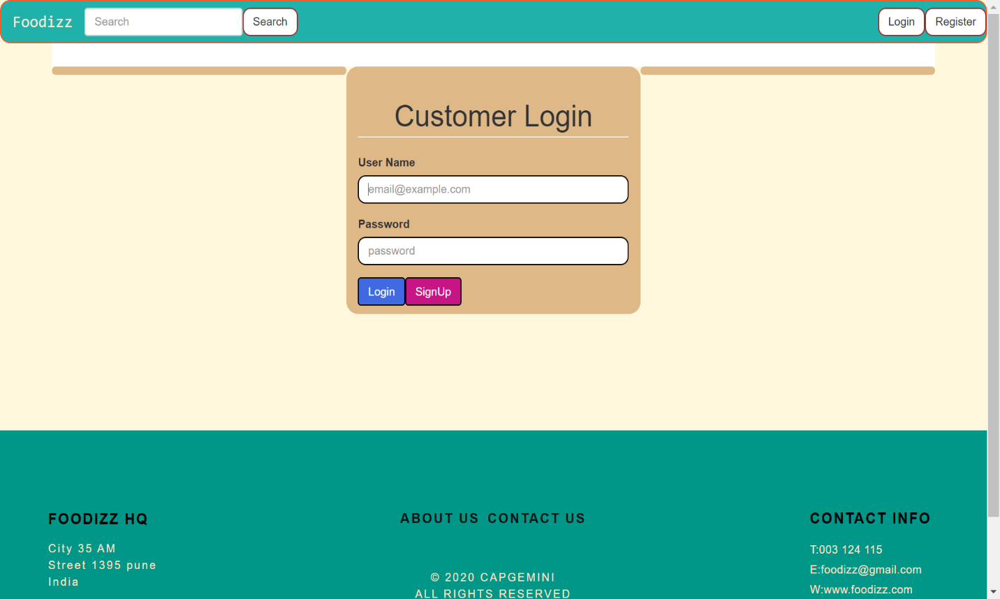 Foodizz Search Search Login Register
Customer Login
User Name
email@example.com
Password
password
Login SignUp
FOODIZZ HQ
City 35 AM
Street 1395 pune
India
ABOUT US CONTACT US
© 2020 CAPGEMINI
ALL RIGHTS RESERVED
CONTACT INFO
T:003 124 115
E:foodizz@gmail.com
W:www.foodizz.com